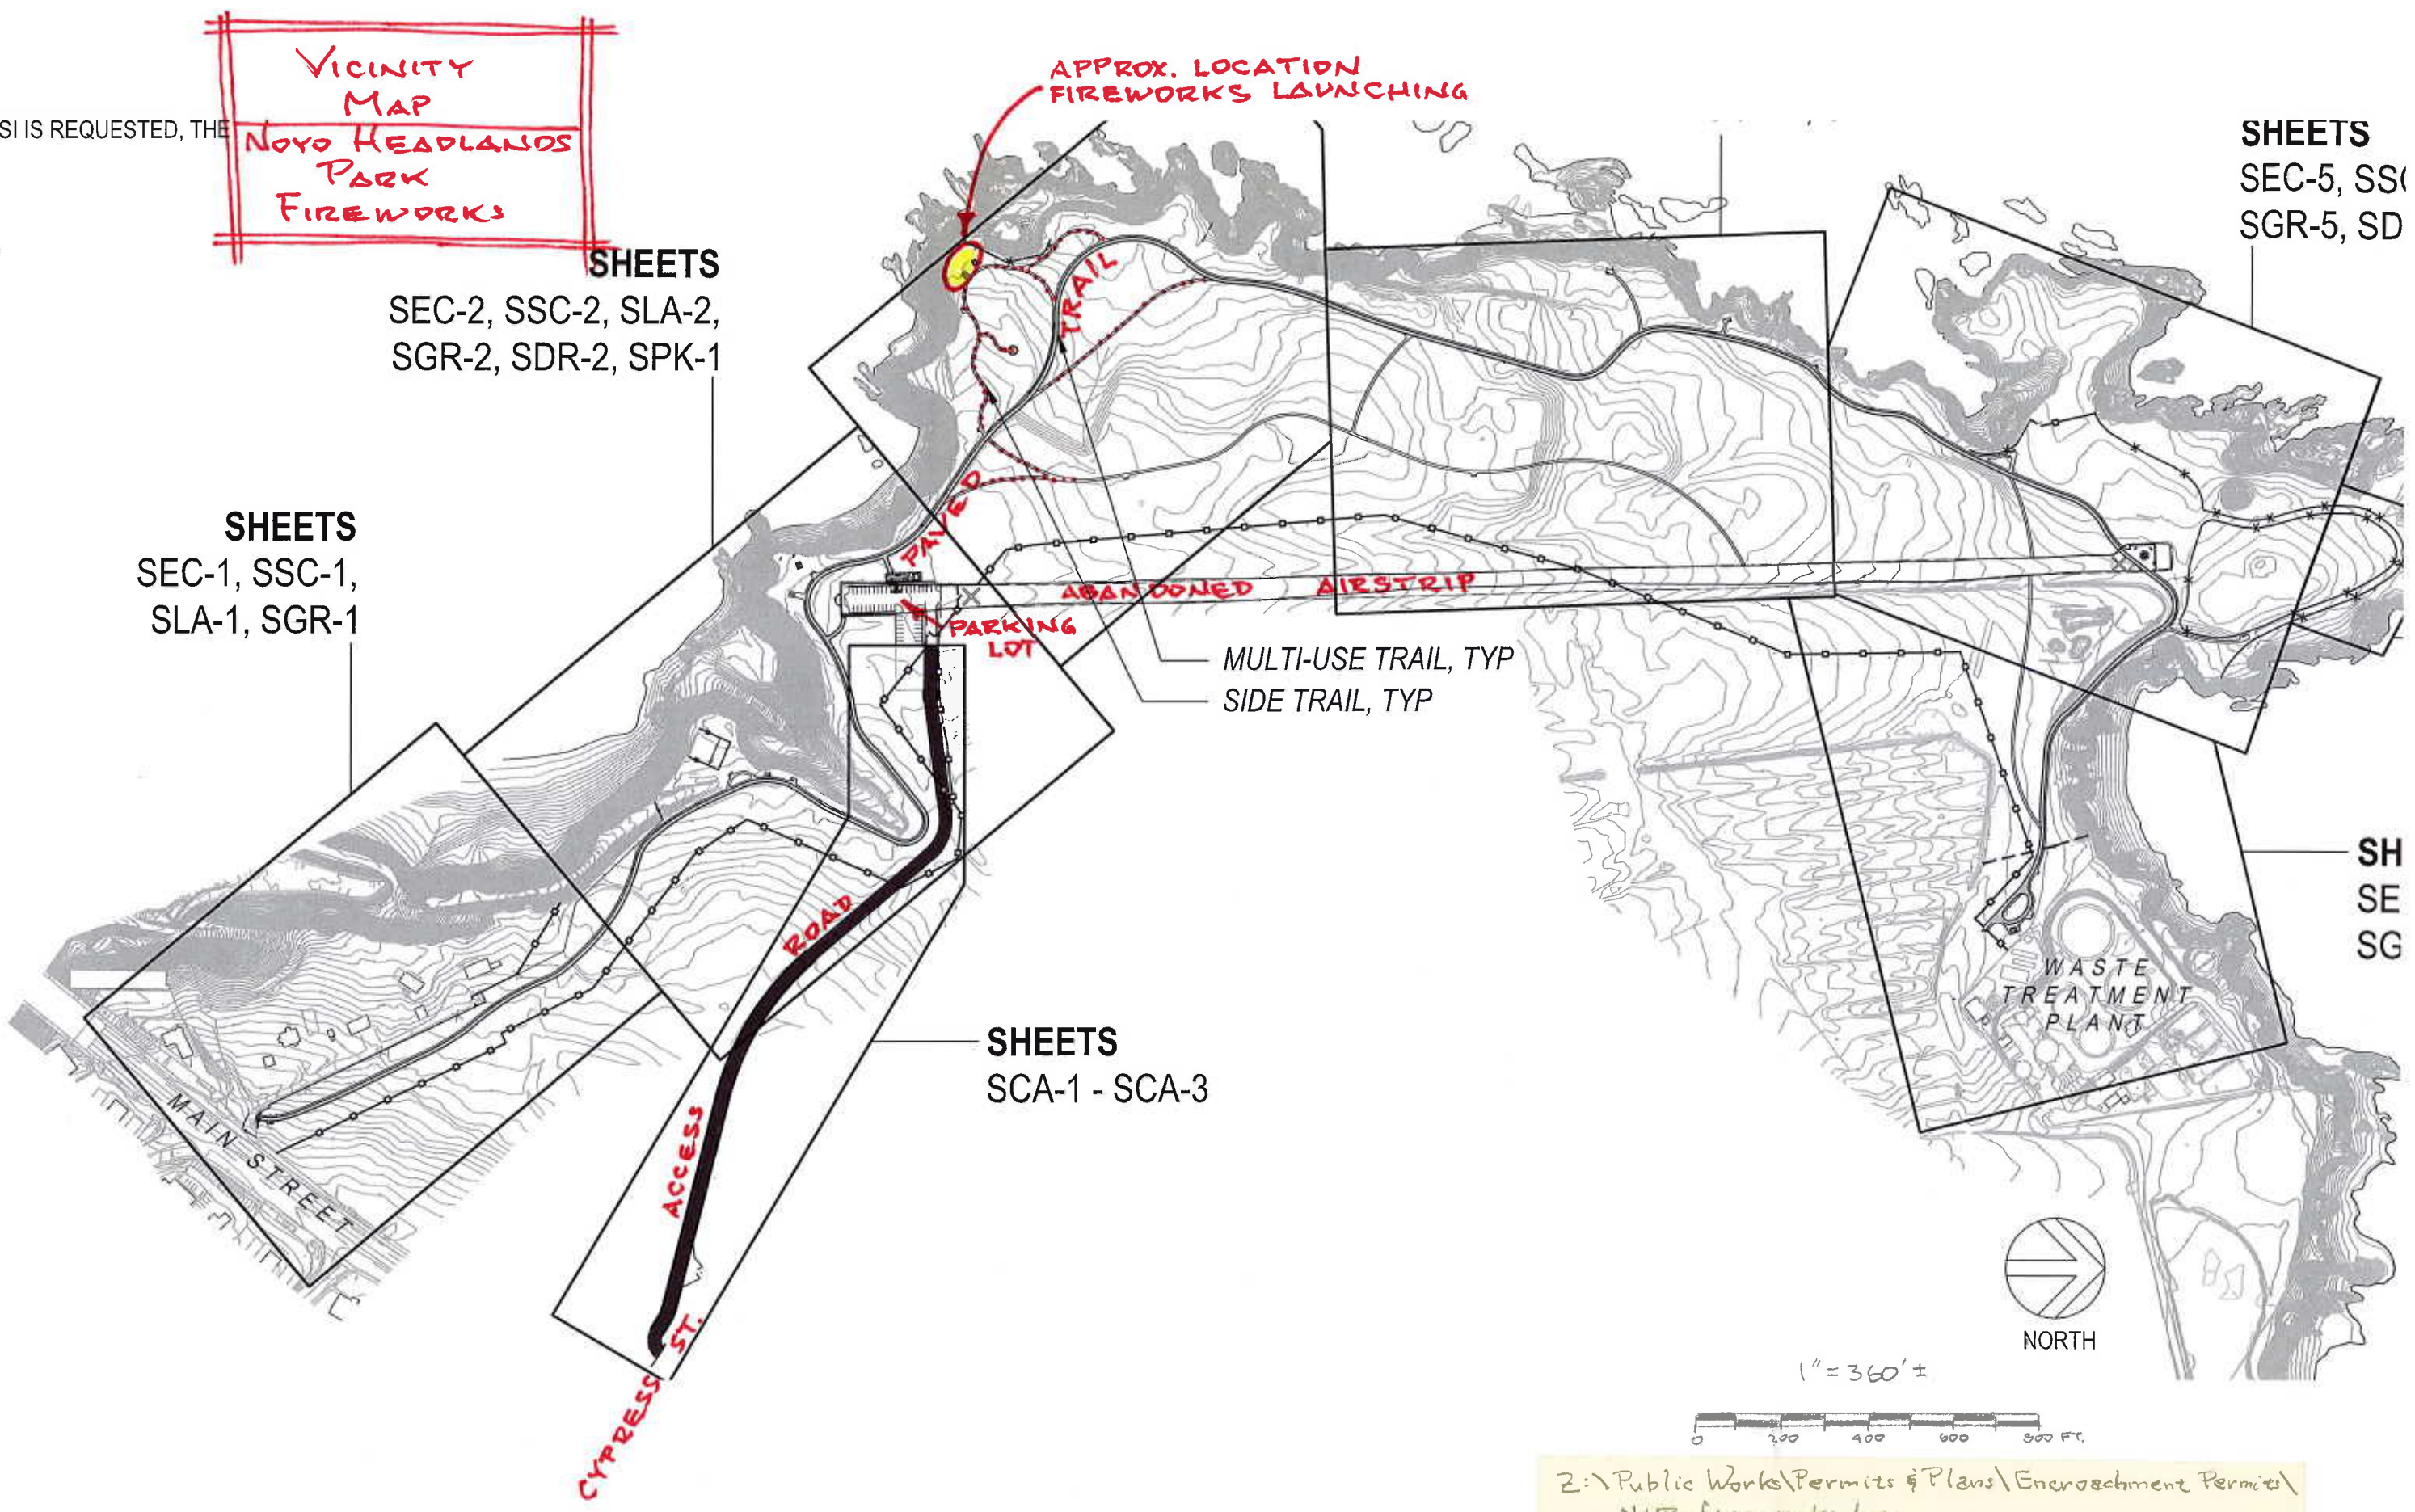 VICINITY
MAP
NOYO HEADLANDS
PARK
FIREWORKS
SI IS REQUESTED, THE
APPROX. LOCATION
FIREWORKS LAUNCHING
SHEETS
SEC-5, SS
SGR-5, SD
SHEETS
SEC-2, SSC-2, SLA-2,
SGR-2, SDR-2, SPK-1
SHEETS
SEC-1, SSC-1,
SLA-1, SGR-1
PAVED
TRAIL
ABANDONED AIRSTRIP
PARKING
LOT
MULTI-USE TRAIL, TYP
SIDE TRAIL, TYP
SH
SE
SG
WASTE
TREATMENT
PLANT
SHEETS
SCA-1 - SCA-3
MAIN STREET
ACCESS ROAD
CYPRESS ST.
NORTH
1"=360'±
0 200 400 600 800 FT.
Z:\Public Works\Permits & Plans\Encroachment Permits\